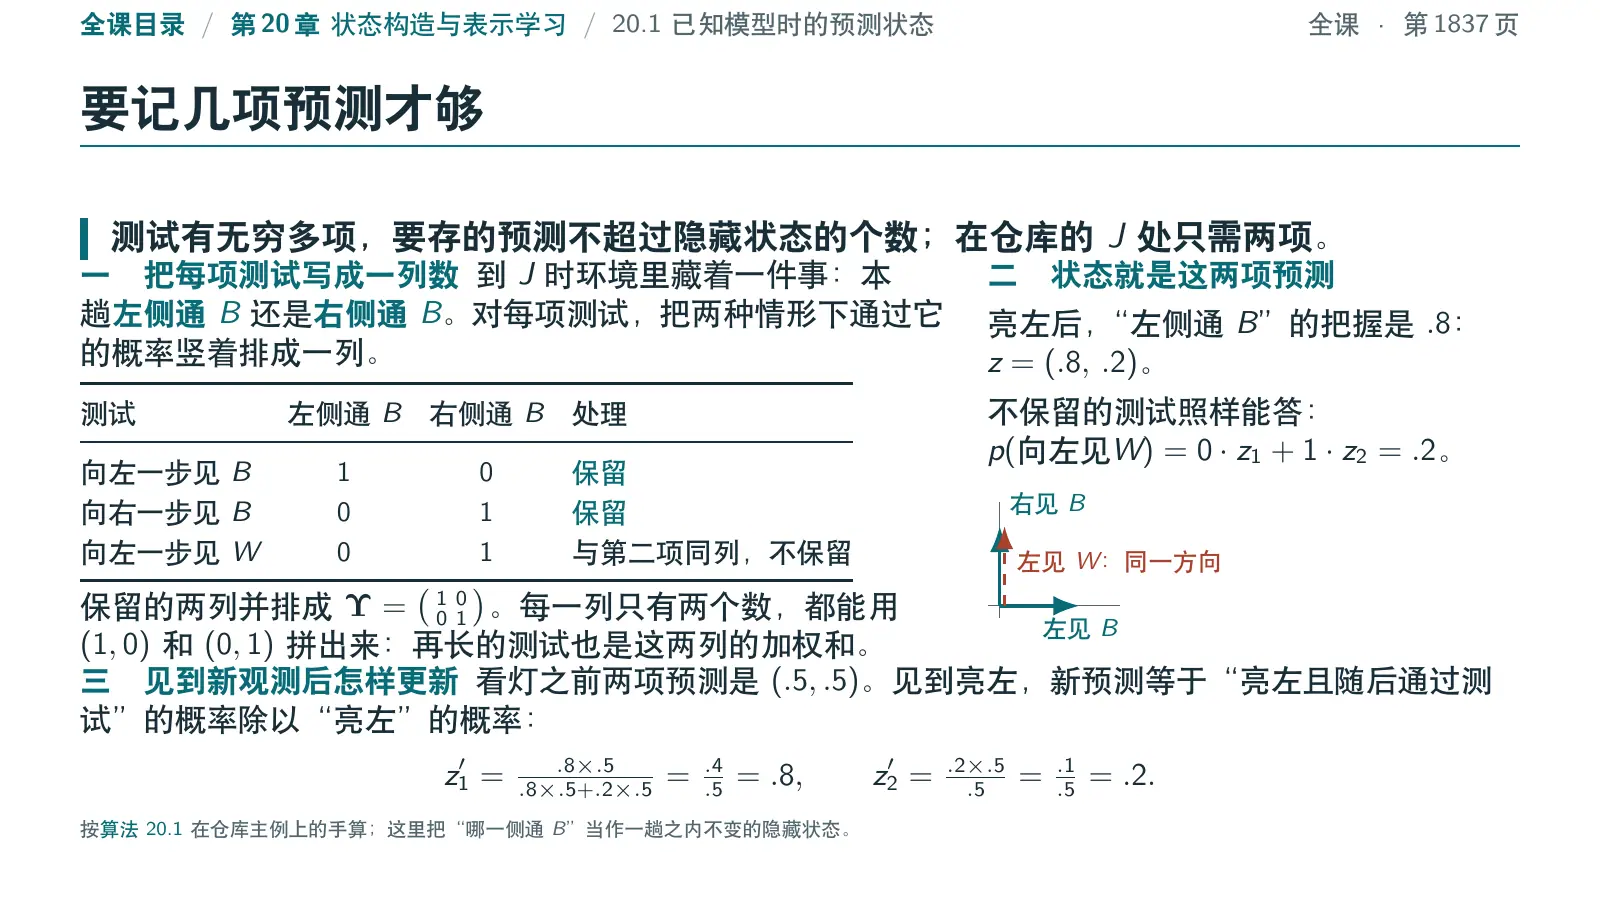 全课目录 / 第 20 章 状态构造与表示学习 / 20.1 已知模型时的预测状态
全课 · 第 1837 页
要记几项预测才够
测试有无穷多项，要存的预测不超过隐藏状态的个数；在仓库的 J 处只需两项。
一 把每项测试写成一列数 到 J 时环境里藏着一件事：本
趟左侧通 B 还是右侧通 B。对每项测试，把两种情形下通过它
的概率竖着排成一列。
测试 左侧通 B 右侧通 B 处理
向左一步见 B 1 0 保留
向右一步见 B 0 1 保留
向左一步见 W 0 1 与第二项同列，不保留
保留的两列并排成 ϒ = (1 0 0 1)。每一列只有两个数，都能用
(1, 0) 和 (0, 1) 拼出来：再长的测试也是这两列的加权和。
二 状态就是这两项预测
亮左后，“左侧通 B” 的把握是 .8：
z = (.8, .2)。
不保留的测试照样能答：
p(向左见W) = 0 · z₁ + 1 · z₂ = .2。
右见 B
左见 W：同一方向
左见 B
三 见到新观测后怎样更新 看灯之前两项预测是 (.5, .5)。见到亮左，新预测等于 “亮左且随后通过测
试” 的概率除以 “亮左” 的概率：
z′₁ = .8×.5 / .8×.5+.2×.5 = .4 / .5 = .8, z′₂ = .2×.5 / .5 = .1 / .5 = .2.
按算法 20.1 在仓库主例上的手算；这里把 “哪一侧通 B” 当作一趟之内不变的隐藏状态。